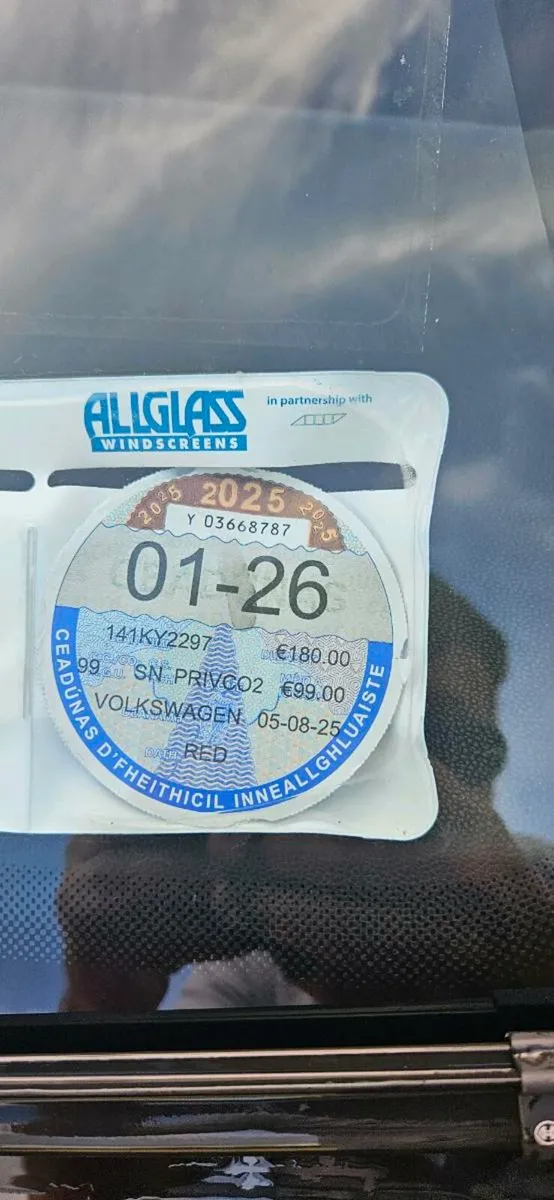 ALLGLASS
WINDSCREENS
in partnership with
2025 2025 2025
Y 03668787
01-26
141KY2297 €180.00
99 SN PRIVCO2 €99.00
VOLKSWAGEN 05-08-25
RED
CEADÚNAS D'FHEITHICIL INNEALLGHLUAISTE